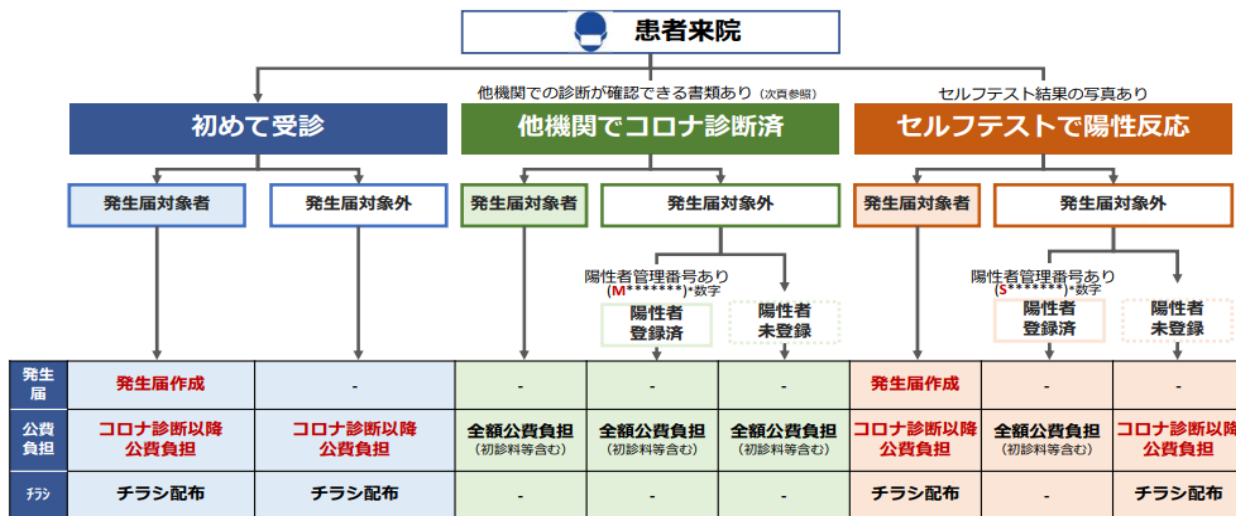 患者来院
他機関での診断が確認できる書類あり（次頁参照）
セルフテスト結果の写真あり
初めて受診
他機関でコロナ診断済
セルフテストで陽性反応
発生届対象者
発生届対象外
発生届対象者
発生届対象外
発生届対象者
発生届対象外
陽性者管理番号あり
(M*******)*数字
陽性者
登録済
陽性者
未登録
陽性者管理番号あり
(S*******)*数字
陽性者
登録済
陽性者
未登録
発生
届
発生届作成
-
-
-
-
発生届作成
-
-
公費
負担
コロナ診断以降
公費負担
コロナ診断以降
公費負担
全額公費負担
（初診料等含む）
全額公費負担
（初診料等含む）
全額公費負担
（初診料等含む）
コロナ診断以降
公費負担
全額公費負担
（初診料等含む）
コロナ診断以降
公費負担
ﾁﾗｼ
チラシ配布
チラシ配布
-
-
-
チラシ配布
-
チラシ配布